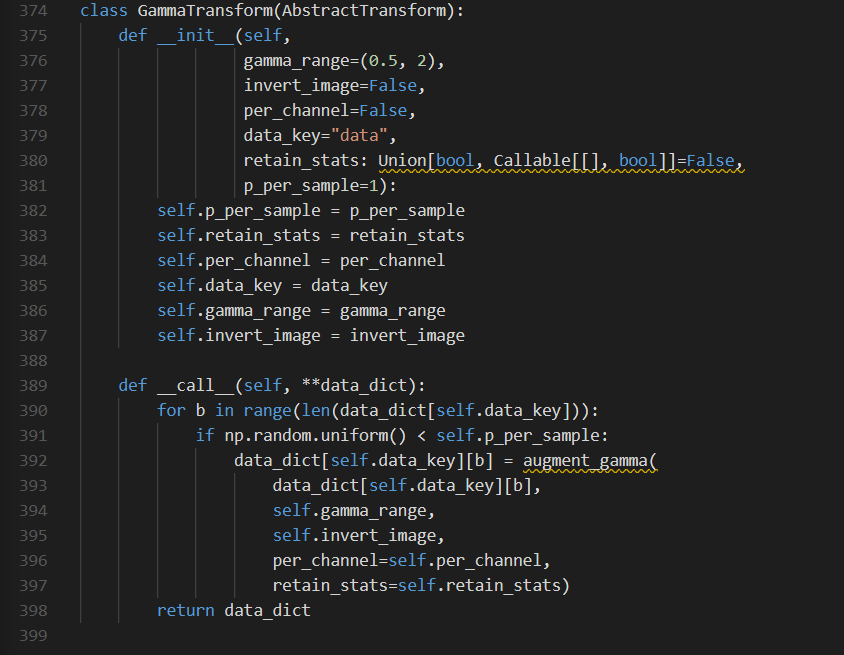 374 class GammaTransform(AbstractTransform):
375     def __init__(self,
376                  gamma_range=(0.5, 2),
377                  invert_image=False,
378                  per_channel=False,
379                  data_key="data",
380                  retain_stats: Union[bool, Callable[[], bool]]=False,
381                  p_per_sample=1):
382         self.p_per_sample = p_per_sample
383         self.retain_stats = retain_stats
384         self.per_channel = per_channel
385         self.data_key = data_key
386         self.gamma_range = gamma_range
387         self.invert_image = invert_image
388
389     def __call__(self, **data_dict):
390         for b in range(len(data_dict[self.data_key])):
391             if np.random.uniform() < self.p_per_sample:
392                 data_dict[self.data_key][b] = augment_gamma(
393                     data_dict[self.data_key][b],
394                     self.gamma_range,
395                     self.invert_image,
396                     per_channel=self.per_channel,
397                     retain_stats=self.retain_stats)
398         return data_dict
399